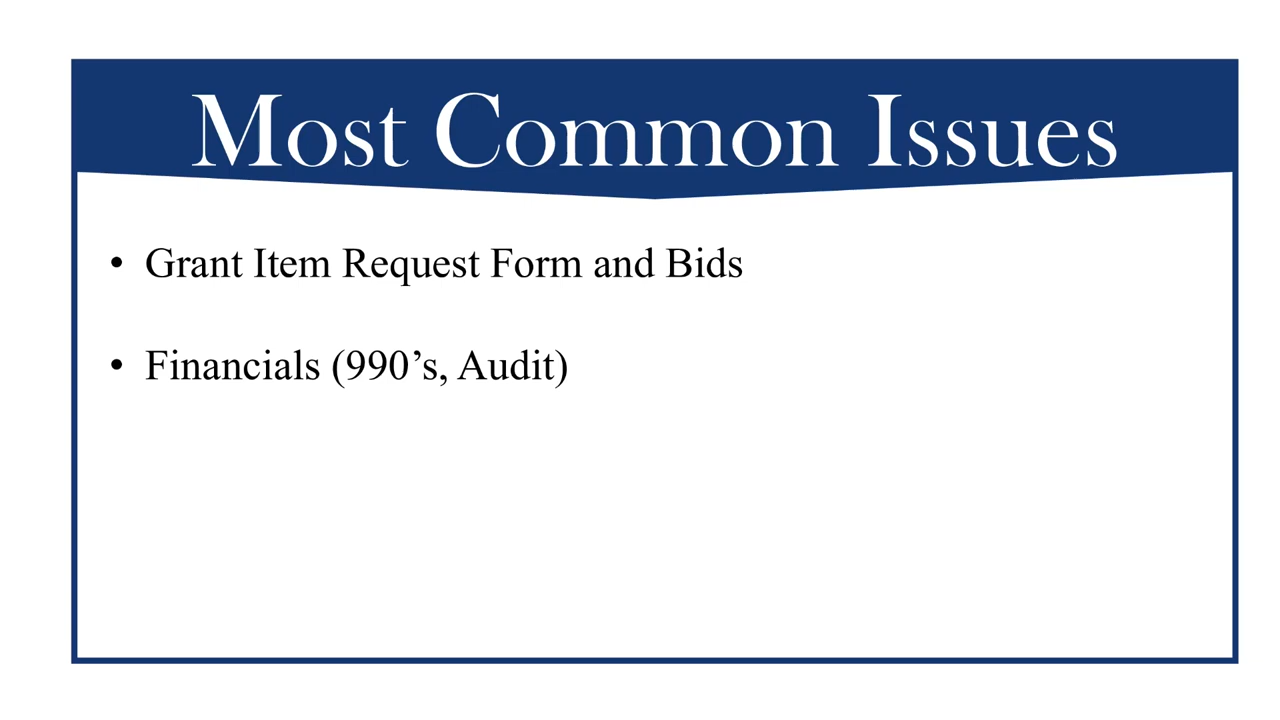 Most Common Issues
• Grant Item Request Form and Bids
• Financials (990’s, Audit)